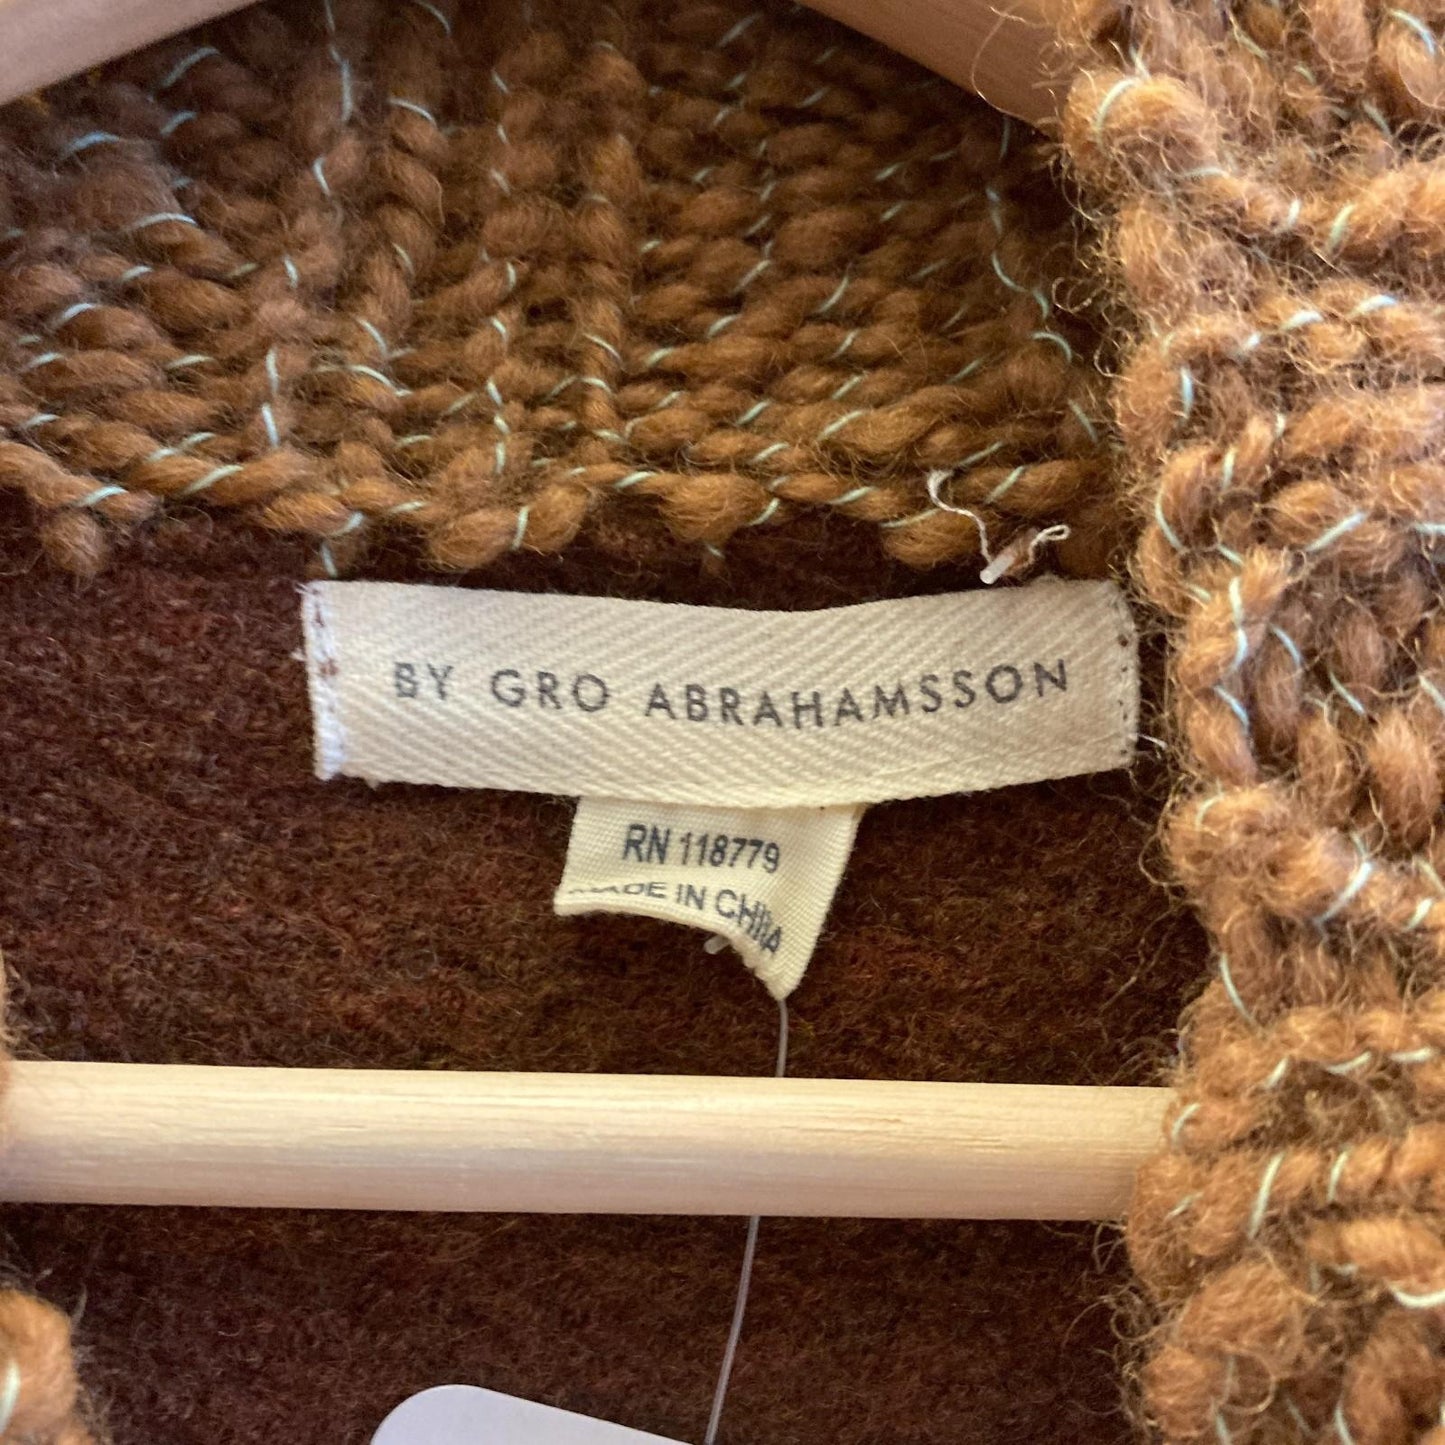 BY GRO ABRAHAMSSON
RN 118779
MADE IN CHINA